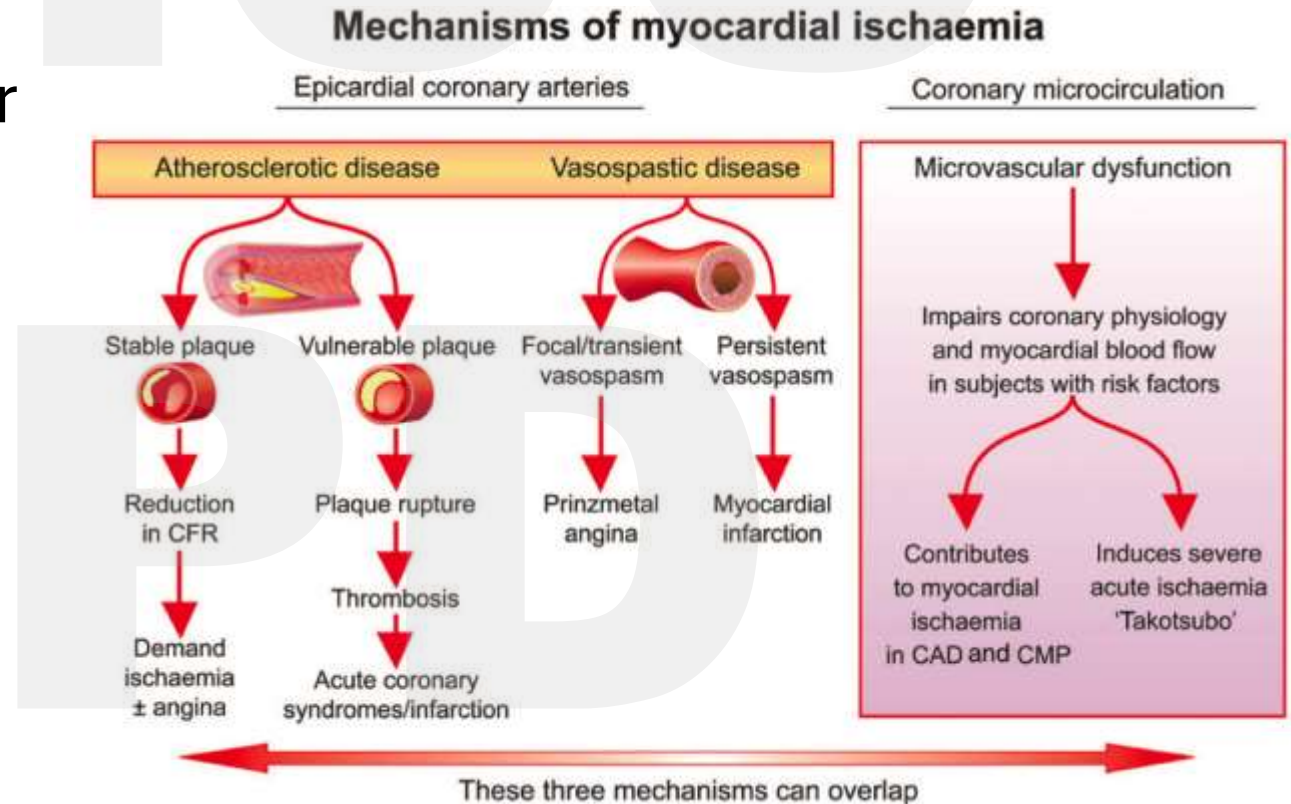 Mechanisms of myocardial ischaemia
r
Epicardial coronary arteries
Coronary microcirculation
Atherosclerotic disease
Vasospastic disease
Microvascular dysfunction
Stable plaque
Vulnerable plaque
Focal/transient
vasospasm
Persistent
vasospasm
Impairs coronary physiology
and myocardial blood flow
in subjects with risk factors
Reduction
in CFR
Plaque rupture
Prinzmetal
angina
Myocardial
infarction
Thrombosis
Demand
ischaemia
± angina
Acute coronary
syndromes/infarction
Contributes
to myocardial
ischaemia
in CAD and CMP
Induces severe
acute ischaemia
'Takotsubo'
These three mechanisms can overlap
PD